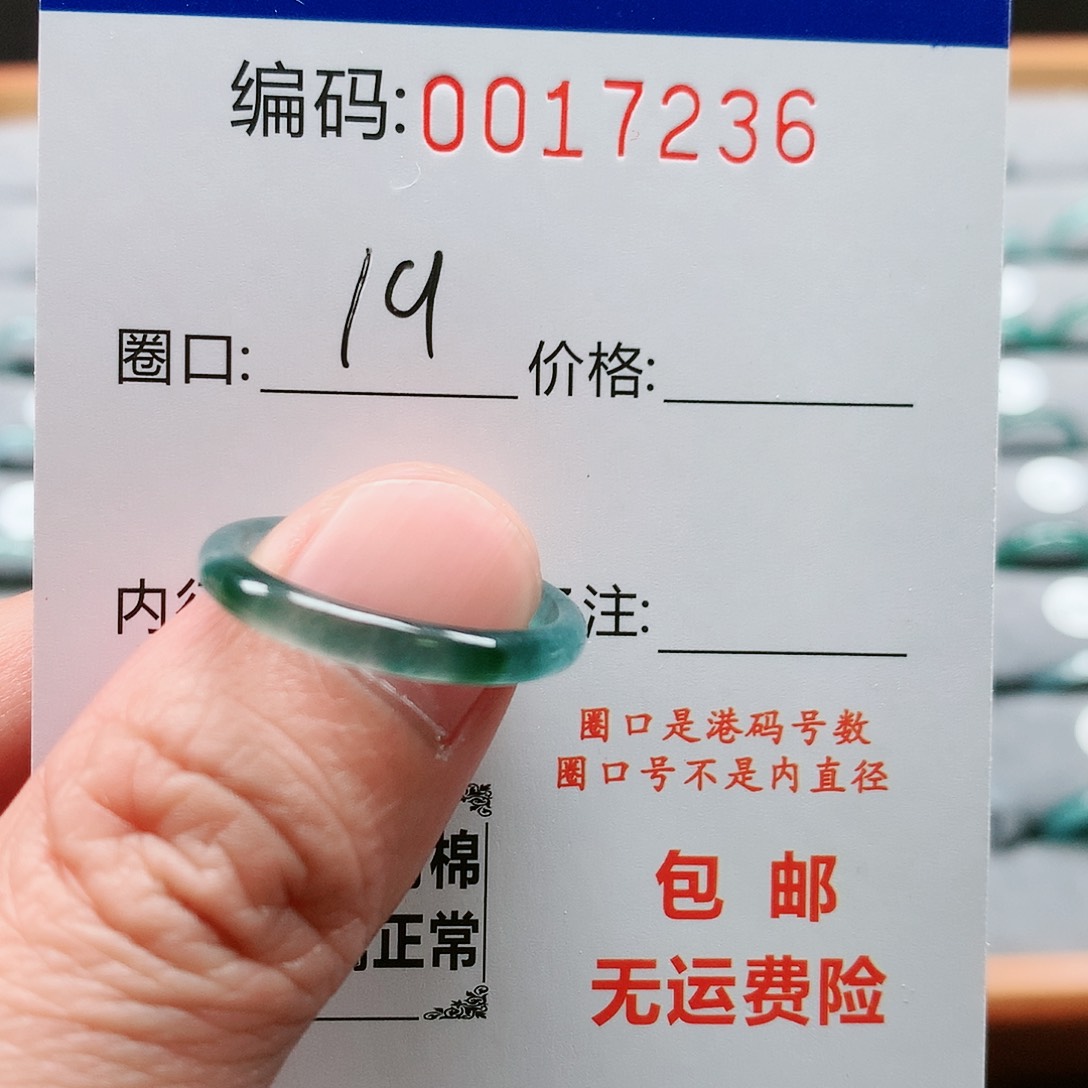 编码:0017236
圈口: 19 价格:
内 注:
圈口是港码号数
圈口号不是内直径
棉
正常
包邮
无运费险